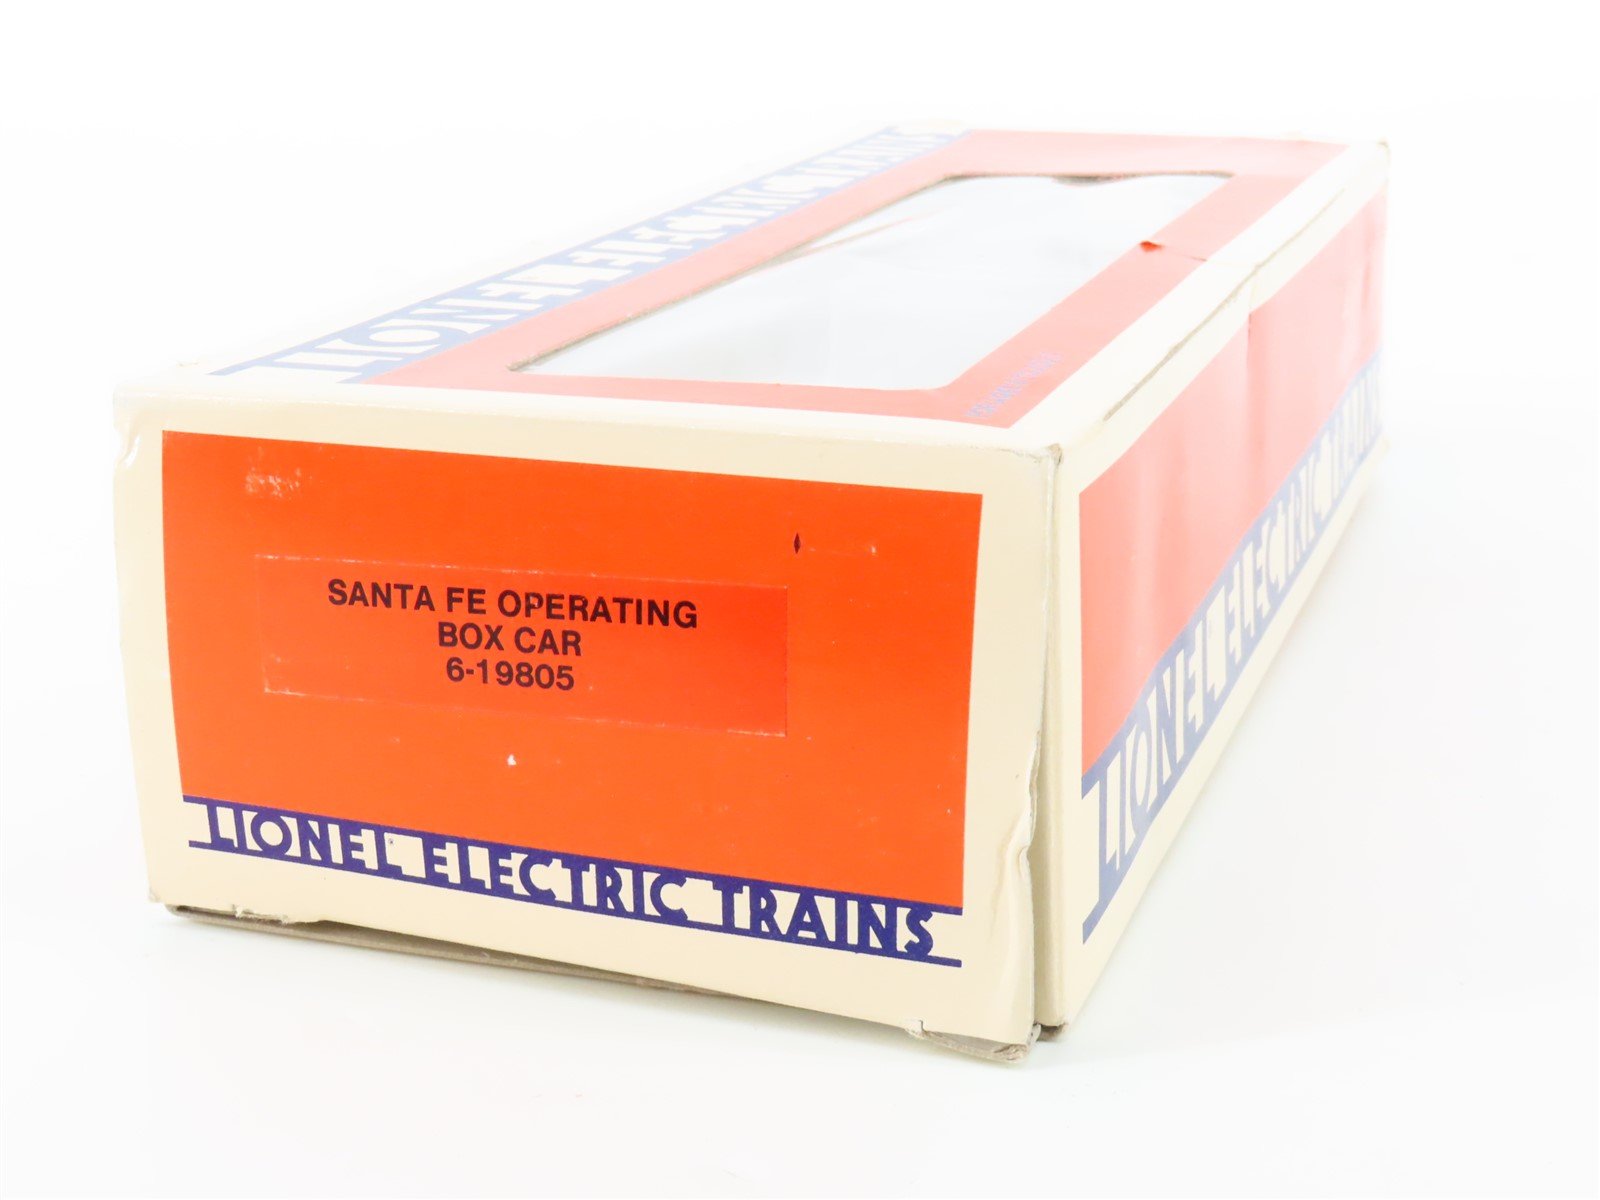 LIONEL ELECTRIC TRAINS
SANTA FE OPERATING
BOX CAR
6-19805
LIONEL ELECTRIC TRAINS
LIONEL ELECTRIC TRAINS